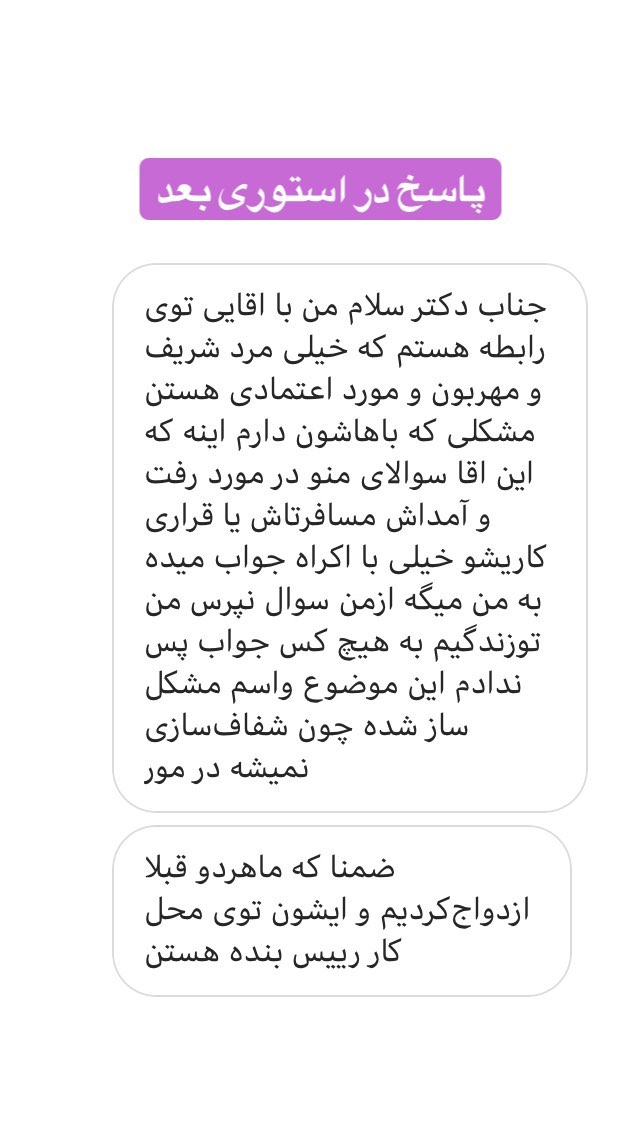 پاسخ در استوری بعد
جناب دکتر سلام من با اقایی توی
رابطه هستم که خیلی مرد شریف
و مهربون و مورد اعتمادی هستن
مشکلی که باهاشون دارم اینه که
این اقا سوالای منو در مورد رفت
و آمداش مسافرتاش یا قراری
کاریشو خیلی با اکراه جواب میده
به من میگه ازمن سوال نپرس من
توزندگیم به هیچ کس جواب پس
ندادم این موضوع واسم مشکل
ساز شده چون شفاف‌سازی
نمیشه در مور
ضمنا که ماهردو قبلا
ازدواج‌کردیم و ایشون توی محل
کار رییس بنده هستن